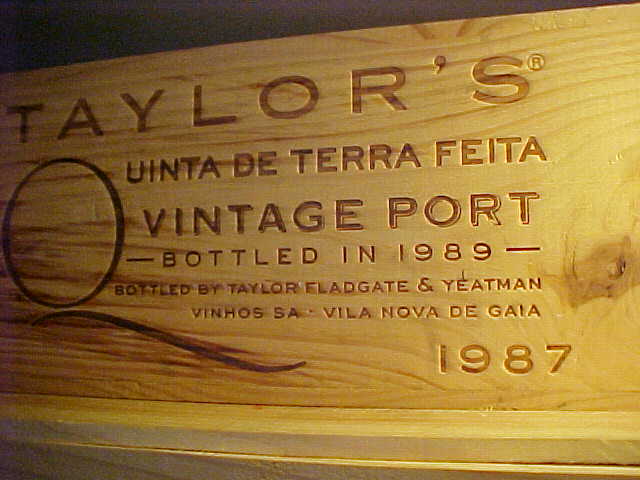 TAYLOR'S®
QUINTA DE TERRA FEITA
VINTAGE PORT
— BOTTLED IN 1989 —
BOTTLED BY TAYLOR FLADGATE & YEATMAN
VINHOS SA · VILA NOVA DE GAIA
1987